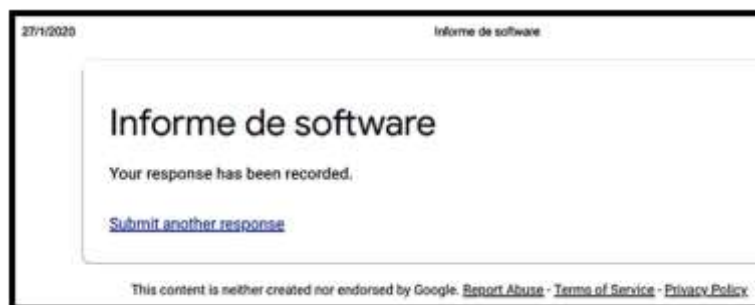 27/1/2020 Informe de software
Informe de software
Your response has been recorded.
Submit another response
This content is neither created nor endorsed by Google. Report Abuse - Terms of Service - Privacy Policy